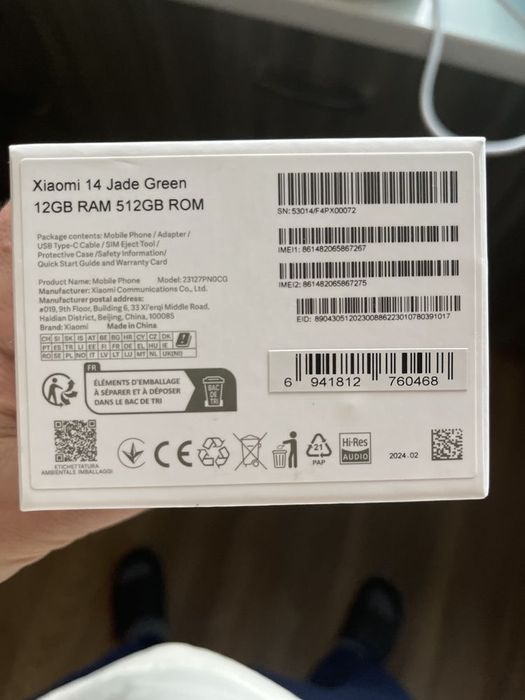 Xiaomi 14 Jade Green
12GB RAM 512GB ROM
Package contents: Mobile Phone / Adapter /
USB Type-C Cable / SIM Eject Tool /
Protective Case /Safety Information/
Quick Start Guide and Warranty Card
Product Name: Mobile Phone Model: 23127PN0CG
Manufacturer: Xiaomi Communications Co., Ltd.
Manufacturer postal address:
#019, 9th Floor, Building 6, 33 Xi'erqi Middle Road,
Haidian District, Beijing, China, 100085
Brand: Xiaomi Made in China
CH SI SK IS AT BE BG HR CY CZ DK
PT ES TR LI EE FI FR DE EL HU IE
RO SE PL NO IT LV LT LU MT NL UK(NI)
FR
ÉLÉMENTS D'EMBALLAGE
À SÉPARER ET À DÉPOSER
DANS LE BAC DE TRI
BAC
DE
TRI
ETICHETTATURA
AMBIENTALE IMBALLAGGI
CE
21
PAP
Hi-Res
AUDIO
2024.02
SN: 53014/F4PX00072
IMEI1: 861482065867267
IMEI2: 861482065867275
EID: 89043051202300886223010780391017
6 941812 760468